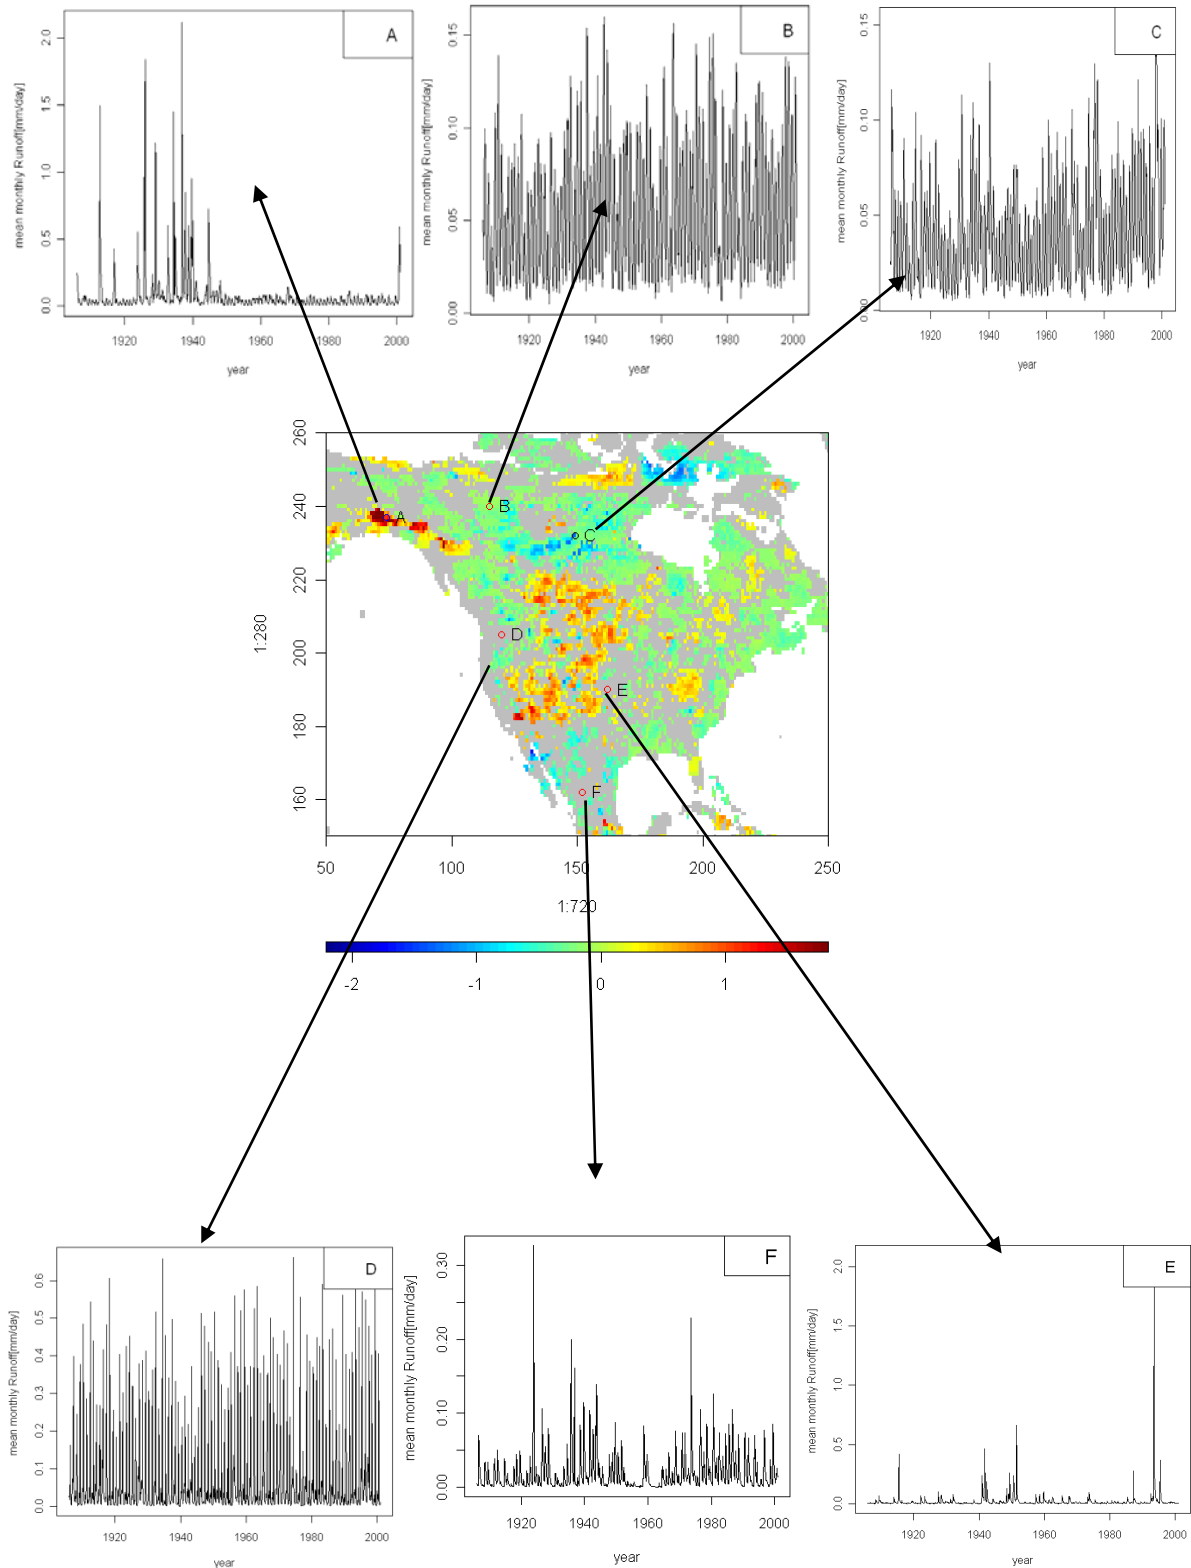 A
mean monthly Runoff[mm/day]
2.0
1.5
1.0
0.5
0.0
1920 1940 1960 1980 2000
year
B
mean monthly Runoff[mm/day]
0.15
0.10
0.05
0.00
1920 1940 1960 1980 2000
year
C
mean monthly Runoff[mm/day]
0.15
0.10
0.05
0.00
1920 1940 1960 1980 2000
year
260
240
220
200
180
160
1:280
A
B
C
D
E
F
50 100 150 200 250
1:720
-2 -1 0 1
D
mean monthly Runoff[mm/day]
0.6
0.5
0.4
0.3
0.2
0.1
0.0
1920 1940 1960 1980 2000
year
F
mean monthly Runoff[mm/day]
0.30
0.20
0.10
0.00
1920 1940 1960 1980 2000
year
E
mean monthly Runoff[mm/day]
2.0
1.5
1.0
0.5
0.0
1920 1940 1960 1980 2000
year